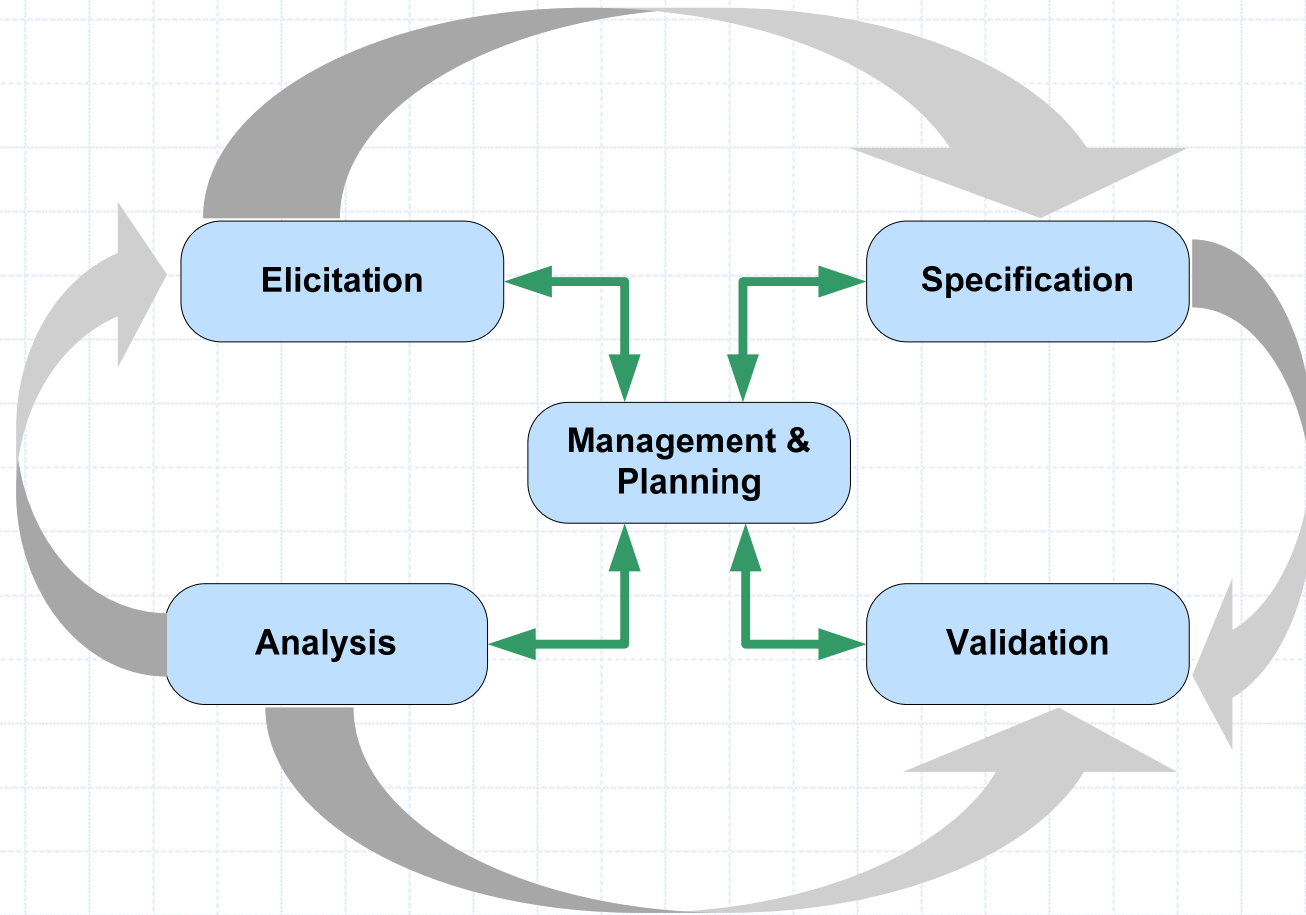 Elicitation
Specification
Management &
Planning
Analysis
Validation